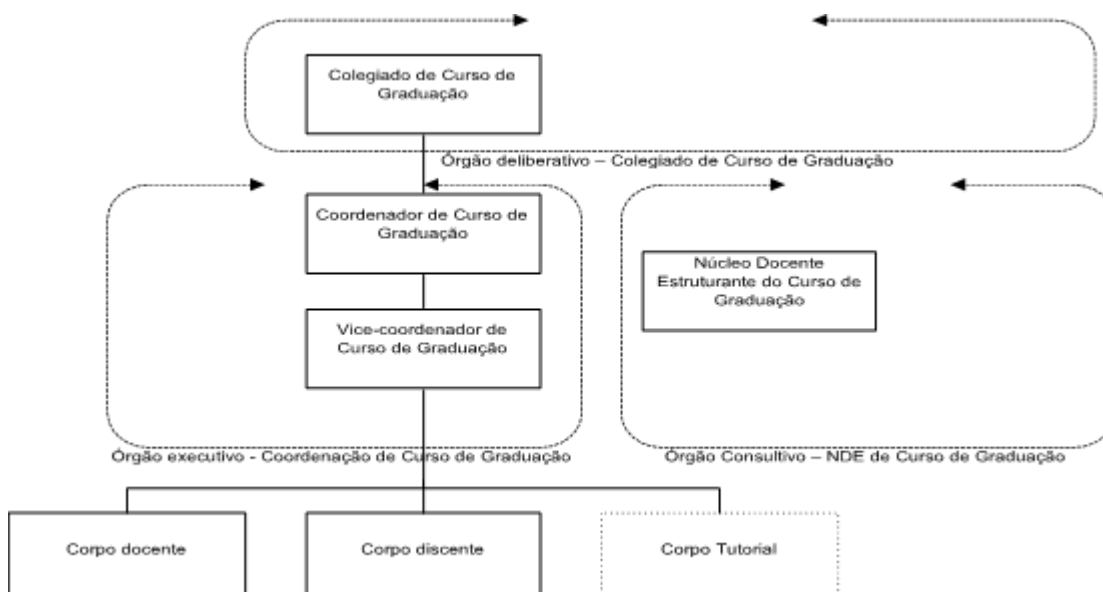 Colegiado de Curso de
Graduação
Órgão deliberativo – Colegiado de Curso de Graduação
Coordenador de Curso de
Graduação
Vice-coordenador de
Curso de Graduação
Órgão executivo - Coordenação de Curso de Graduação
Núcleo Docente
Estruturante do Curso de
Graduação
Órgão Consultivo – NDE de Curso de Graduação
Corpo docente
Corpo discente
Corpo Tutorial